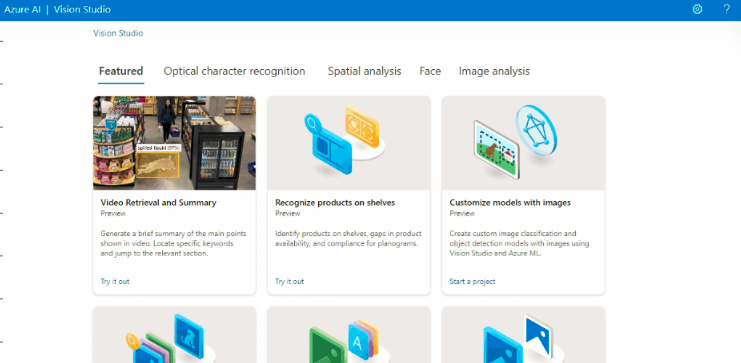 Azure AI | Vision Studio
?
Vision Studio
Featured Optical character recognition Spatial analysis Face Image analysis
Video Retrieval and Summary
Preview
Generate a brief summary of the main points
shown in video. Locate specific keywords
and jump to the relevant section.
Try it out
Recognize products on shelves
Preview
Identify products on shelves, gaps in product
availability, and compliance for planograms.
Try it out
Customize models with images
Preview
Create custom image classification and
object detection models with images using
Vision Studio and Azure ML.
Start a project
A